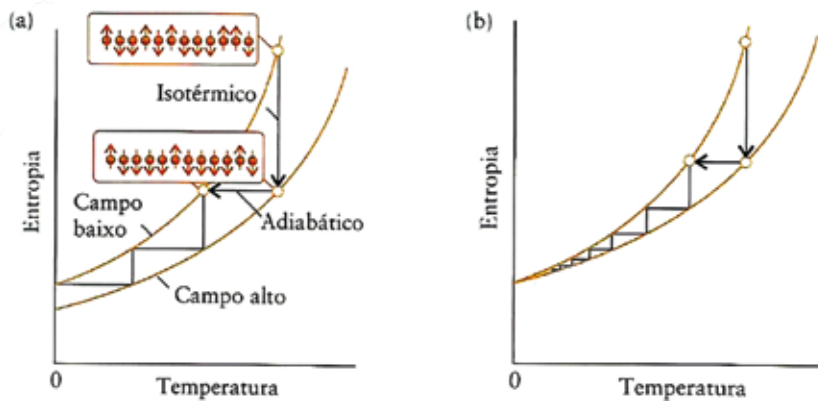 (a)
Isotérmico
Entropia
Campo
baixo
Adiabático
Campo alto
0
Temperatura
(b)
Entropia
0
Temperatura